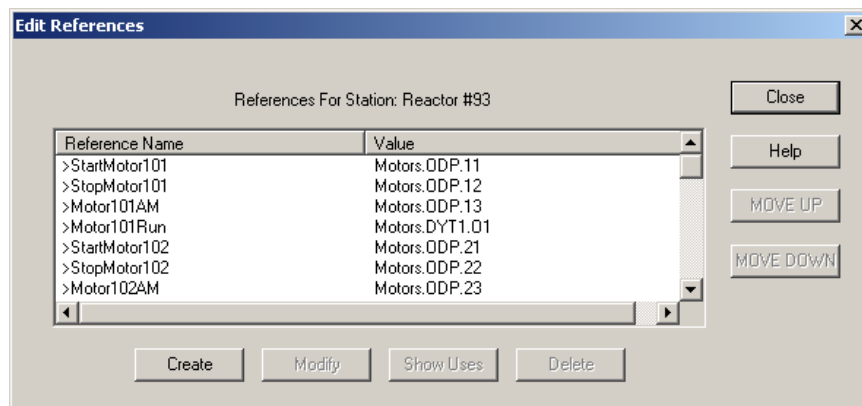 Edit References
References For Station: Reactor #93
Close
Reference Name Value
Help
>StartMotor101 Motors.ODP.11
>StopMotor101 Motors.ODP.12
>Motor101AM Motors.ODP.13
MOVE UP
>Motor101Run Motors.DYT1.O1
>StartMotor102 Motors.ODP.21
>StopMotor102 Motors.ODP.22
MOVE DOWN
>Motor102AM Motors.ODP.23
Create Modify Show Uses Delete